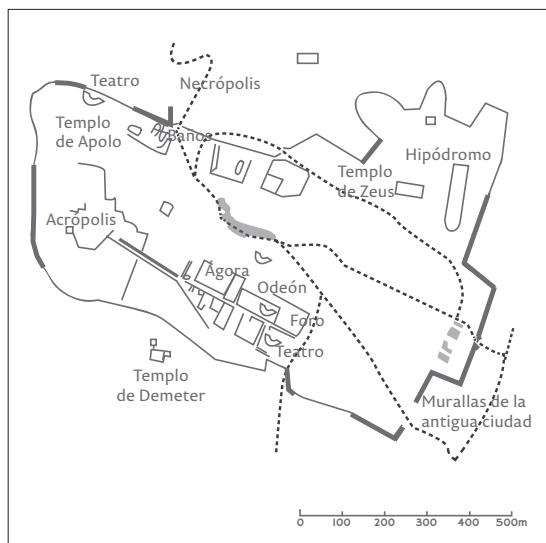 Teatro
Necrópolis
Templo
de Apolo
Baños
Templo
de Zeus
Hipódromo
Acrópolis
Ágora
Odeón
Foro
Teatro
Templo
de Demeter
Murallas de la
antigua ciudad
0 100 200 300 400 500m